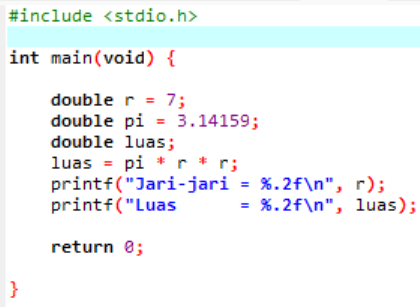 #include <stdio.h>
int main(void) {
double r = 7;
double pi = 3.14159;
double luas;
luas = pi * r * r;
printf("Jari-jari = %.2f\n", r);
printf("Luas      = %.2f\n", luas);
return 0;
}